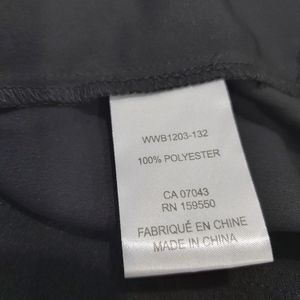 WWB1203-132
100% POLYESTER
CA 07043
RN 159550
FABRIQUÉ EN CHINE
MADE IN CHINA